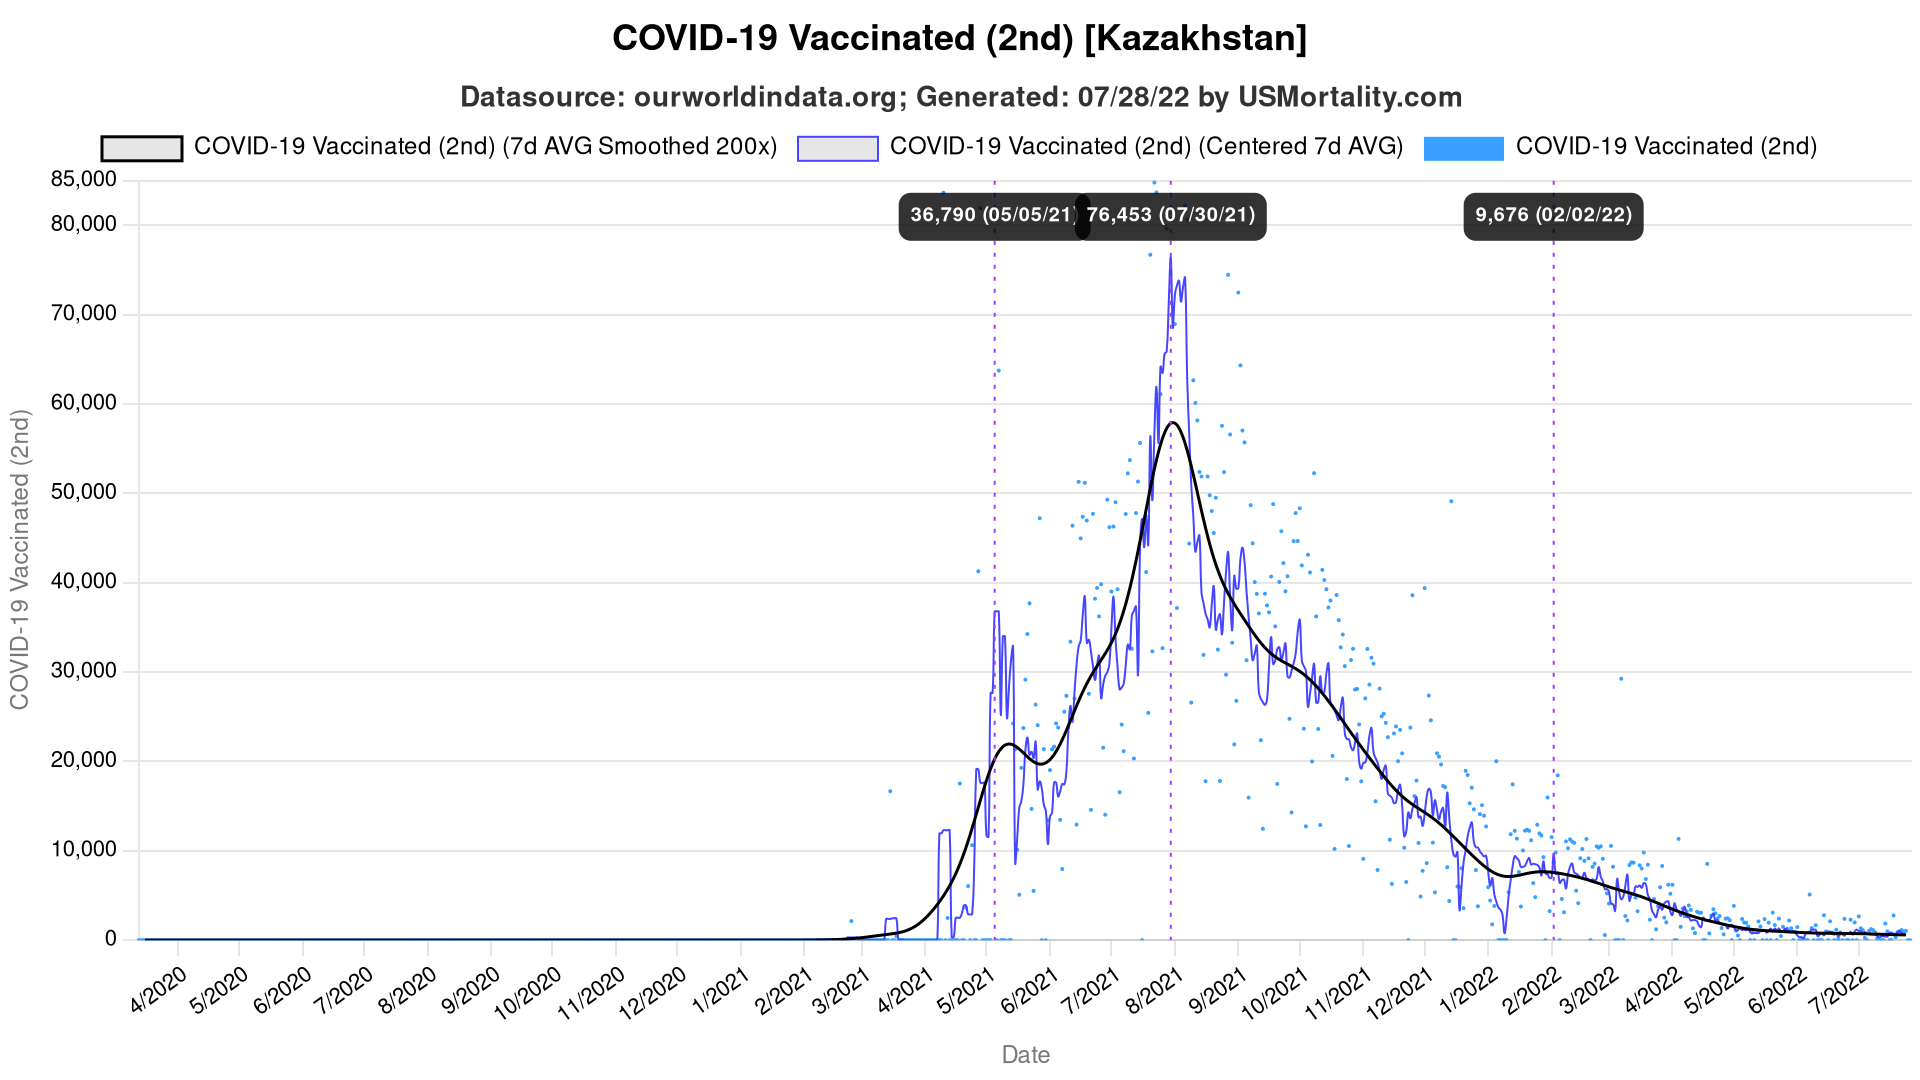 COVID-19 Vaccinated (2nd) [Kazakhstan]
Datasource: ourworldindata.org; Generated: 07/28/22 by USMortality.com
COVID-19 Vaccinated (2nd) (7d AVG Smoothed 200x) COVID-19 Vaccinated (2nd) (Centered 7d AVG) COVID-19 Vaccinated (2nd)
85,000
36,790 (05/05/21) 76,453 (07/30/21) 9,676 (02/02/22)
80,000
70,000
60,000
50,000
40,000
30,000
20,000
10,000
0
COVID-19 Vaccinated (2nd)
4/2020 5/2020 6/2020 7/2020 8/2020 9/2020 10/2020 11/2020 12/2020 1/2021 2/2021 3/2021 4/2021 5/2021 6/2021 7/2021 8/2021 9/2021 10/2021 11/2021 12/2021 1/2022 2/2022 3/2022 4/2022 5/2022 6/2022 7/2022
Date